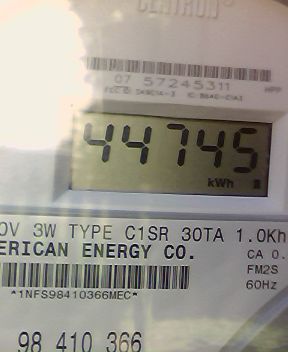 CENTRON
07 57245311
44745
kWh
0V 3W TYPE C1SR 30TA 1.0Kh
ERICAN ENERGY CO.
CA 0.
FM2S
60Hz
*1NFS98410366MEC*
98 410 366